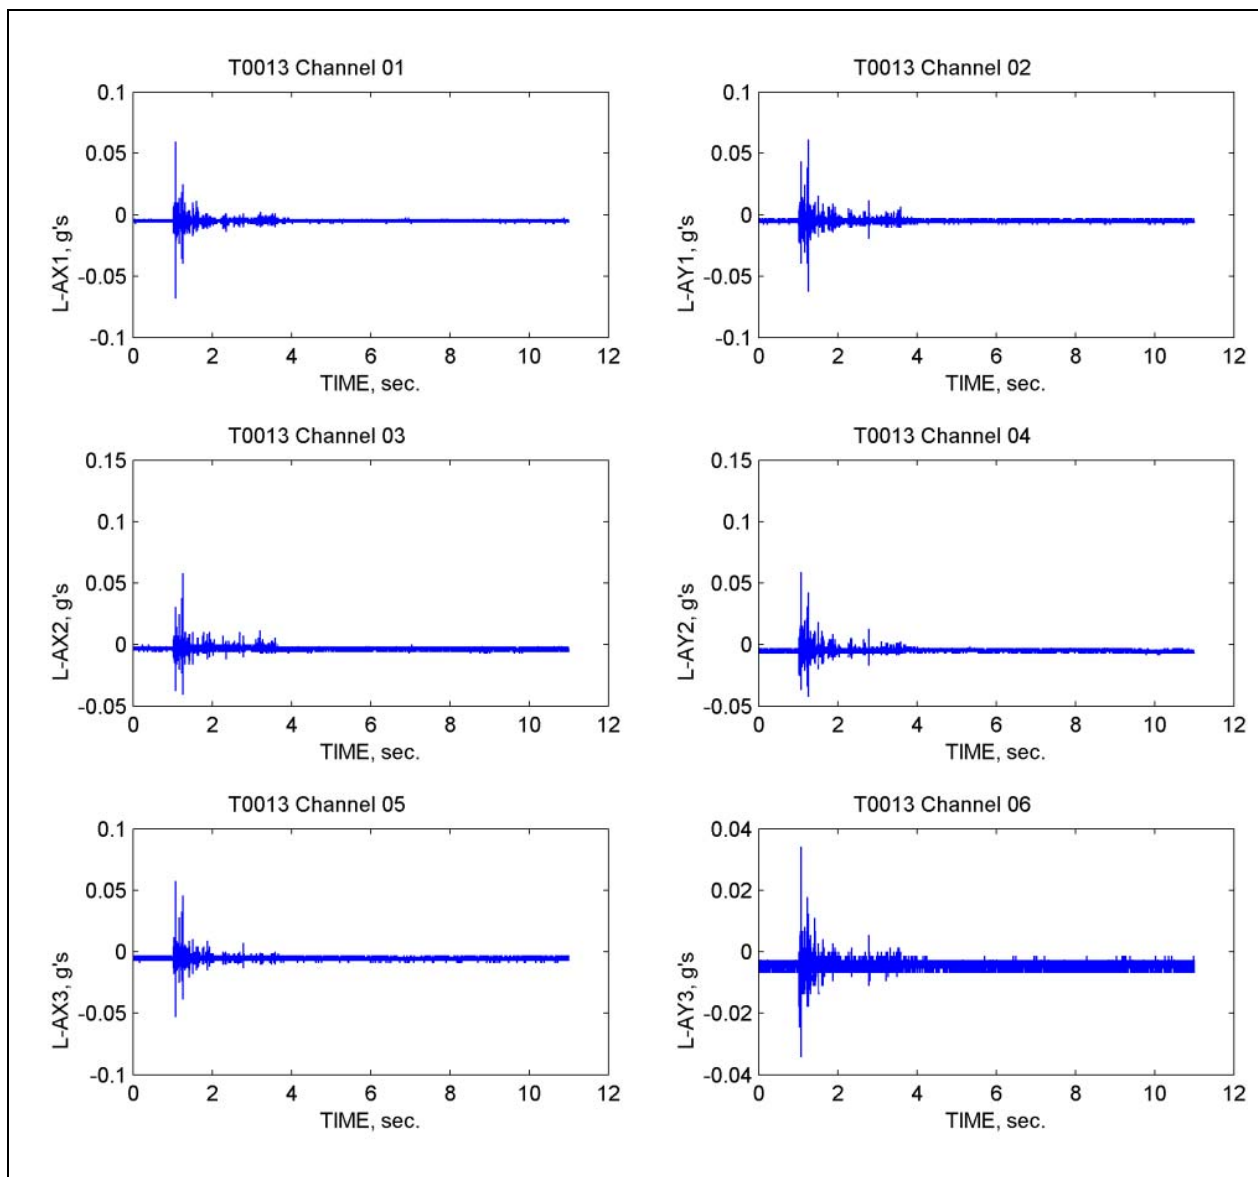 T0013 Channel 01
T0013 Channel 02
0.1
0.05
0
-0.05
-0.1
0 2 4 6 8 10 12
L-AX1, g's
TIME, sec.
0.1
0.05
0
-0.05
-0.1
0 2 4 6 8 10 12
L-AY1, g's
TIME, sec.
T0013 Channel 03
T0013 Channel 04
0.15
0.1
0.05
0
-0.05
0 2 4 6 8 10 12
L-AX2, g's
TIME, sec.
0.15
0.1
0.05
0
-0.05
0 2 4 6 8 10 12
L-AY2, g's
TIME, sec.
T0013 Channel 05
T0013 Channel 06
0.1
0.05
0
-0.05
-0.1
0 2 4 6 8 10 12
L-AX3, g's
TIME, sec.
0.04
0.02
0
-0.02
-0.04
0 2 4 6 8 10 12
L-AY3, g's
TIME, sec.